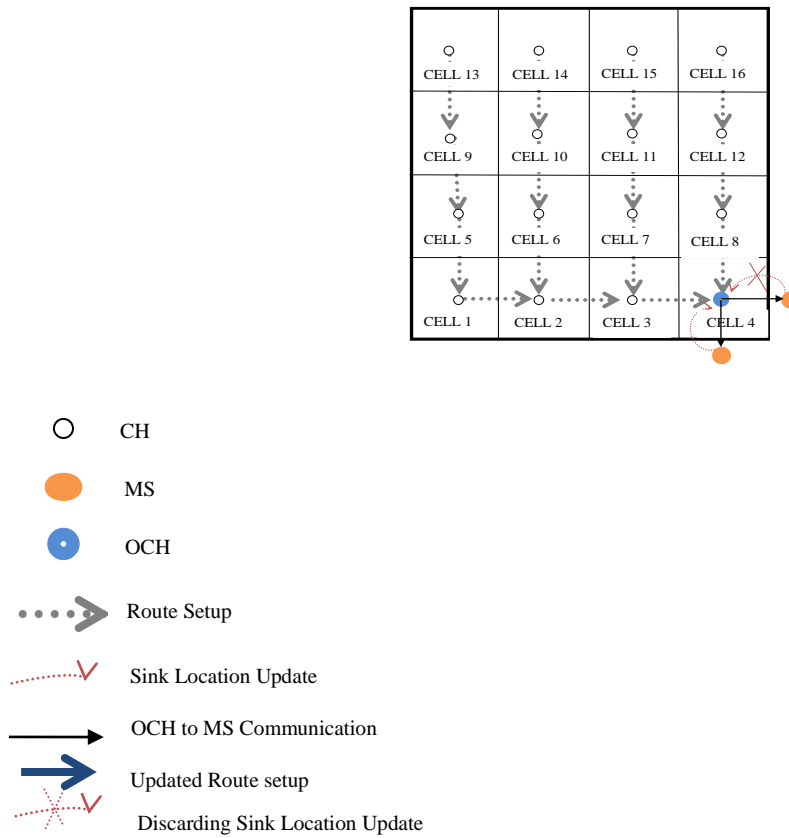 CELL 13 CELL 14 CELL 15 CELL 16
CELL 9 CELL 10 CELL 11 CELL 12
CELL 5 CELL 6 CELL 7 CELL 8
CELL 1 CELL 2 CELL 3 CELL 4
CH
MS
OCH
Route Setup
Sink Location Update
OCH to MS Communication
Updated Route setup
Discarding Sink Location Update